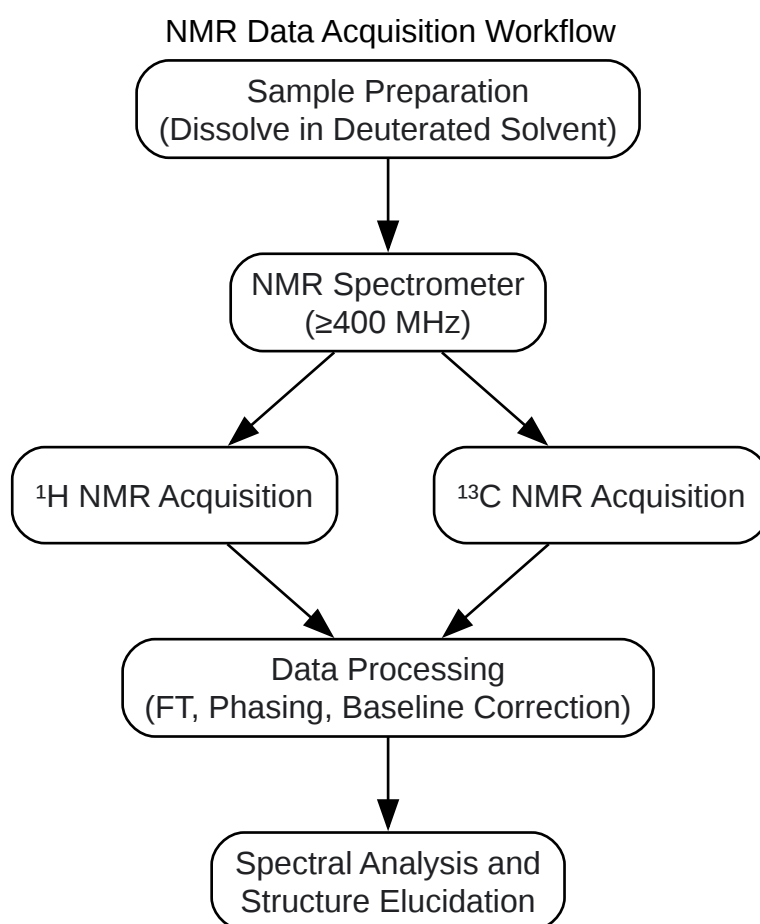 NMR Data Acquisition Workflow
Sample Preparation
(Dissolve in Deuterated Solvent)
NMR Spectrometer
(≥400 MHz)
¹H NMR Acquisition
¹³C NMR Acquisition
Data Processing
(FT, Phasing, Baseline Correction)
Spectral Analysis and
Structure Elucidation